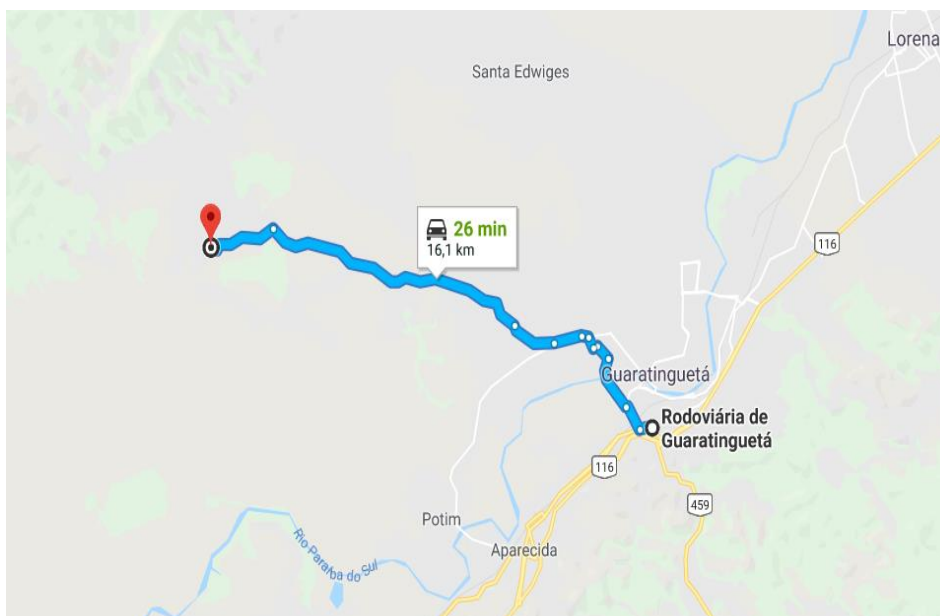 Lorena
Santa Edwiges
26 min
16,1 km
116
Guaratinguetá
Rodoviária de
Guaratinguetá
116
459
Potim
Aparecida
Rio Paraíba do Sul